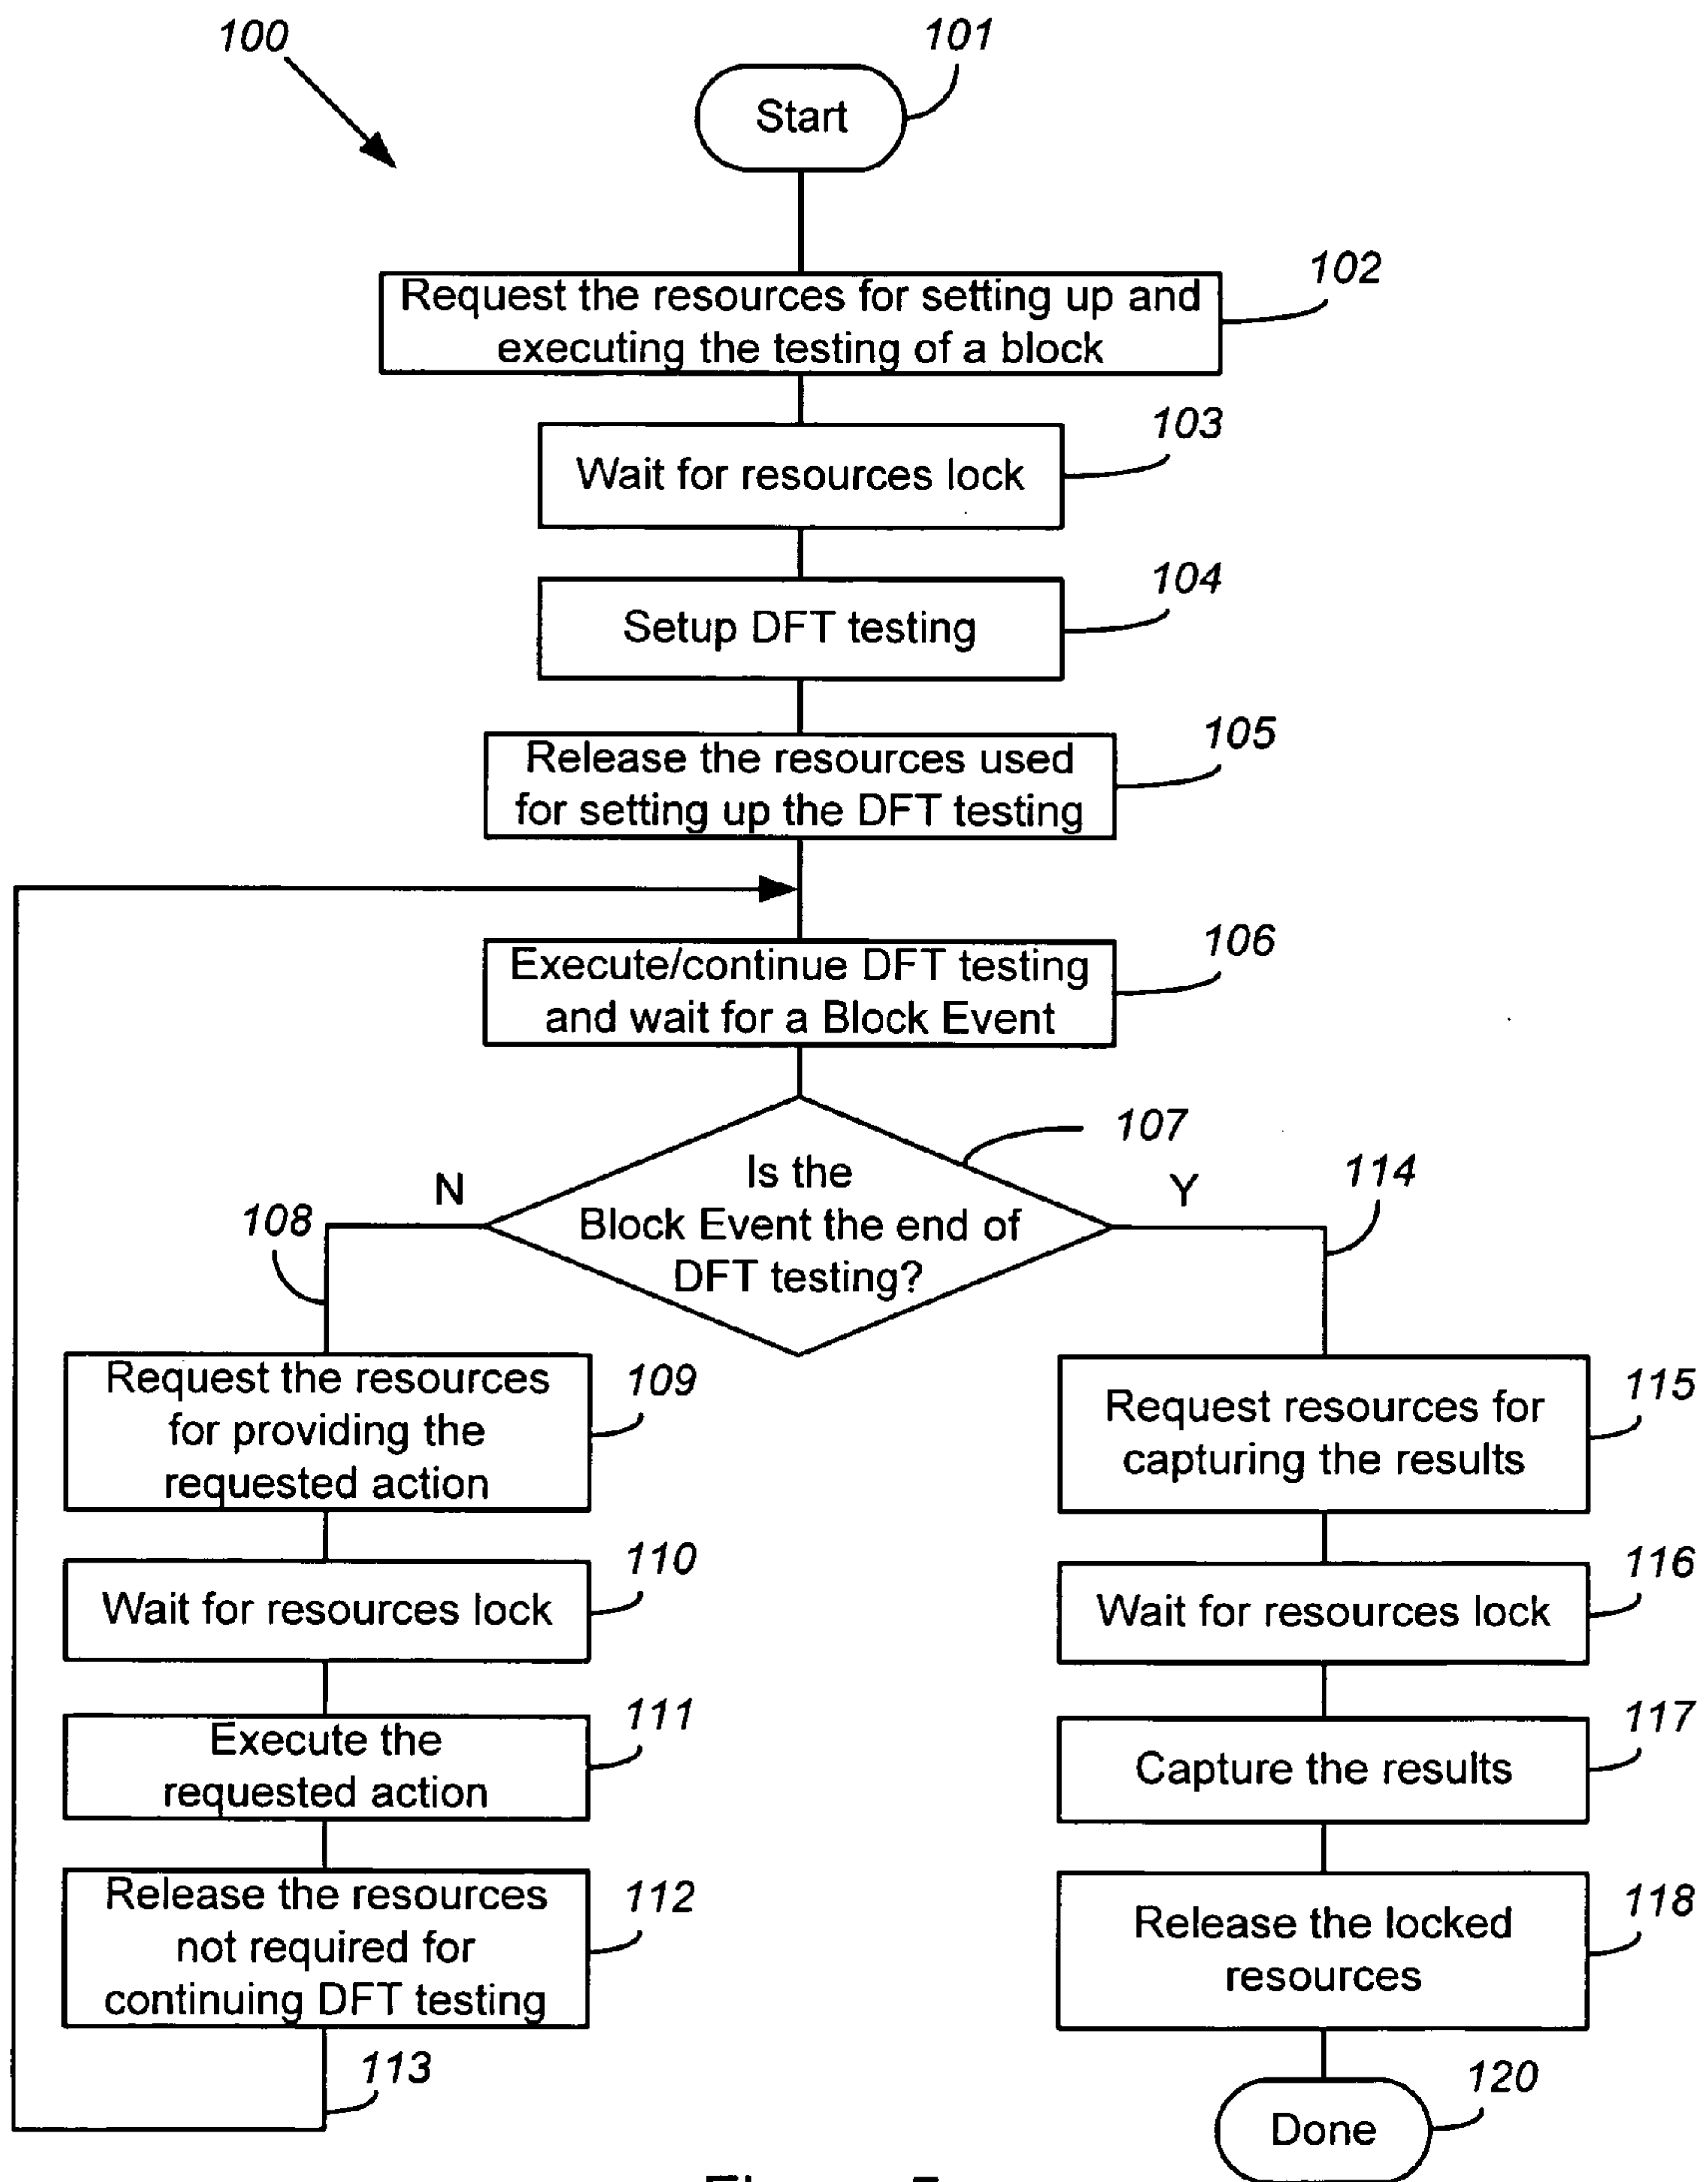 100
101
Start
102
Request the resources for setting up and
executing the testing of a block
103
Wait for resources lock
104
Setup DFT testing
105
Release the resources used
for setting up the DFT testing
106
Execute/continue DFT testing
and wait for a Block Event
107
Is the
Block Event the end of
DFT testing?
N
Y
108
114
Request the resources
for providing the
requested action
109
Wait for resources lock
110
Execute the
requested action
111
Release the resources
not required for
continuing DFT testing
112
113
Request resources for
capturing the results
115
Wait for resources lock
116
Capture the results
117
Release the locked
resources
118
Done
120